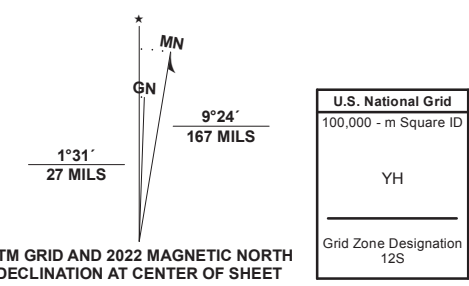 ★
MN
GN
9°24´
167 MILS
1°31´
27 MILS
TM GRID AND 2022 MAGNETIC NORTH
DECLINATION AT CENTER OF SHEET
U.S. National Grid
100,000 - m Square ID
YH
Grid Zone Designation
12S